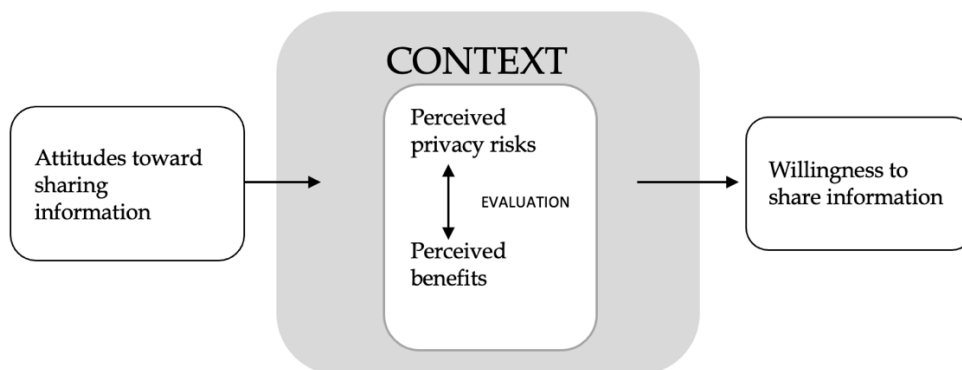 CONTEXT
Attitudes toward
sharing
information
Perceived
privacy risks
EVALUATION
Perceived
benefits
Willingness to
share information